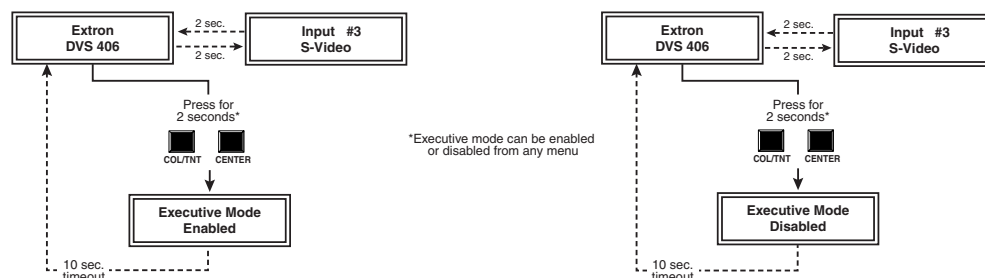 Extron
DVS 406
2 sec.
2 sec.
Input #3
S-Video
Press for
2 seconds*
COL/TNT CENTER
Executive Mode
Enabled
10 sec.
timeout
*Executive mode can be enabled
or disabled from any menu
Extron
DVS 406
2 sec.
2 sec.
Input #3
S-Video
Press for
2 seconds*
COL/TNT CENTER
Executive Mode
Disabled
10 sec.
timeout